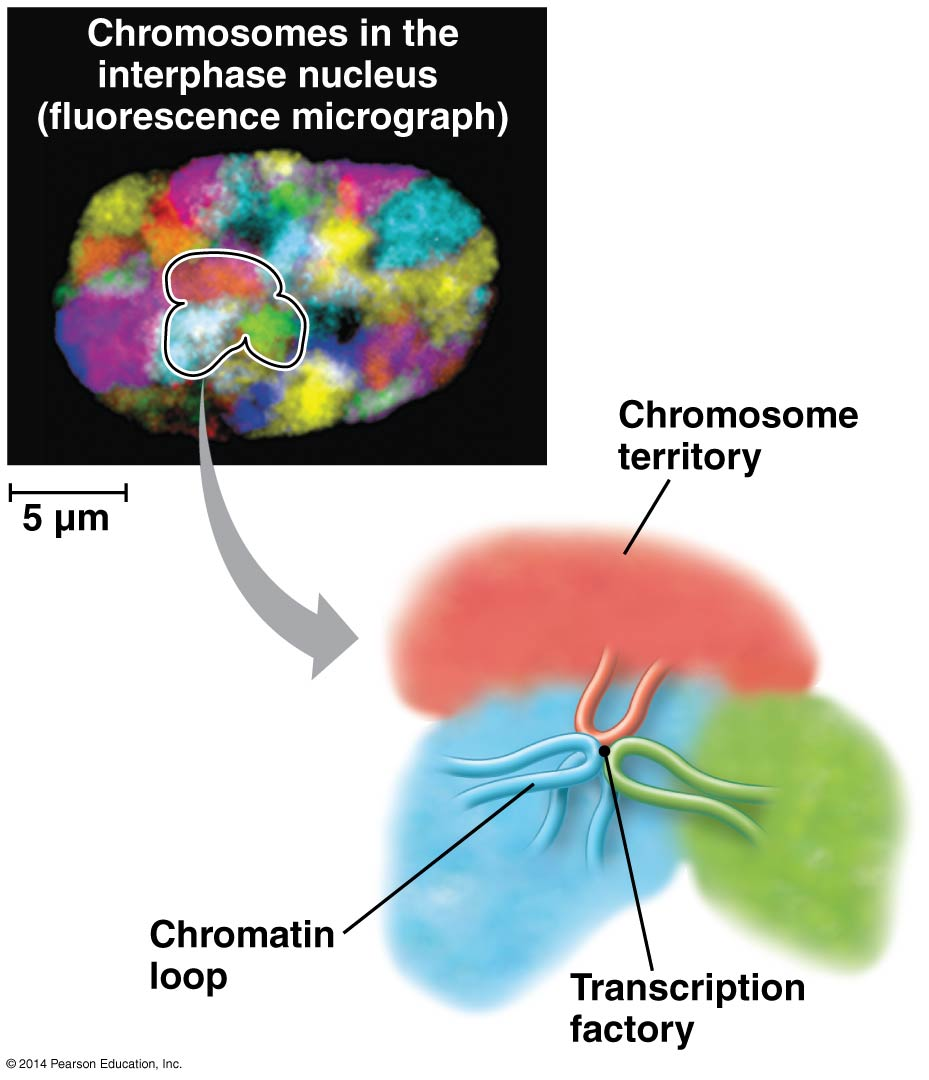 Chromosomes in the
interphase nucleus
(fluorescence micrograph)
5 µm
Chromosome
territory
Chromatin
loop
Transcription
factory
© 2014 Pearson Education, Inc.